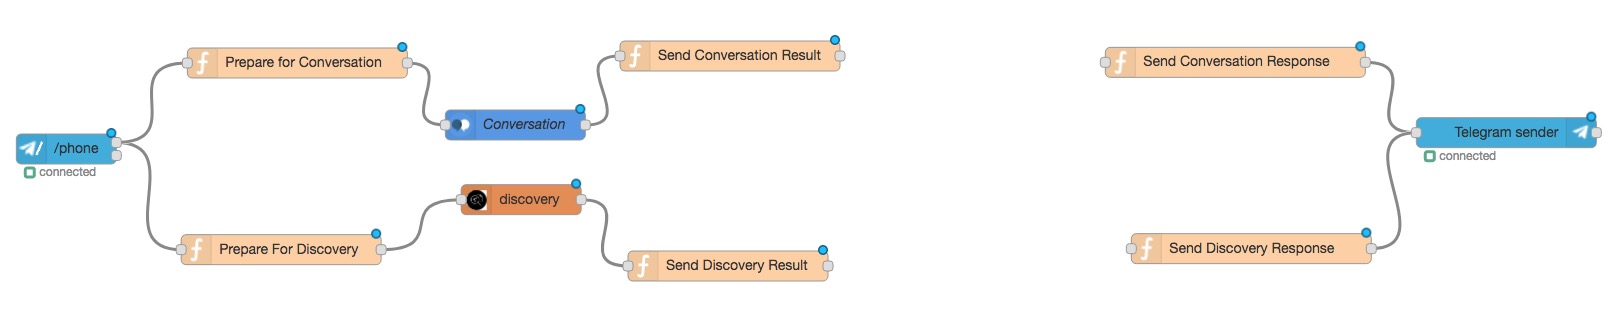 Prepare for Conversation
Send Conversation Result
Send Conversation Response
Conversation
/phone
connected
Telegram sender
connected
discovery
Prepare For Discovery
Send Discovery Result
Send Discovery Response